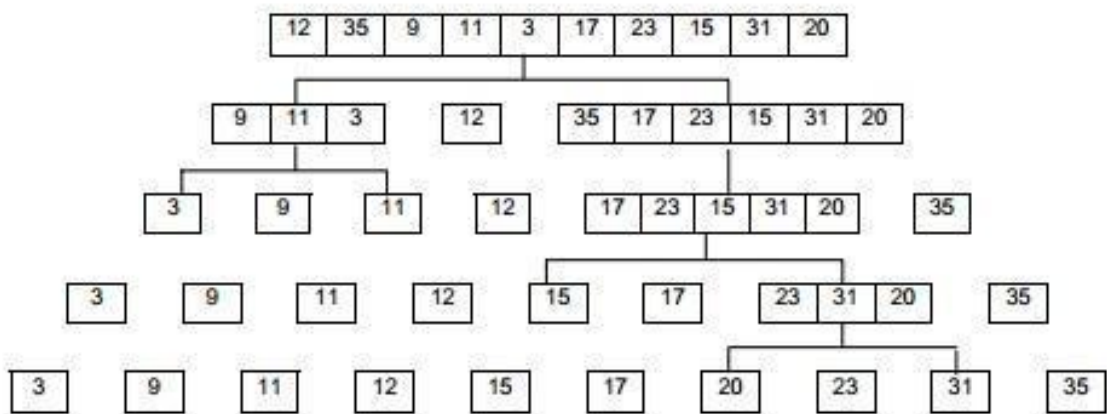 12 35 9 11 3 17 23 15 31 20
9 11 3 12 35 17 23 15 31 20
3 9 11 12 17 23 15 31 20 35
3 9 11 12 15 17 23 31 20 35
3 9 11 12 15 17 20 23 31 35